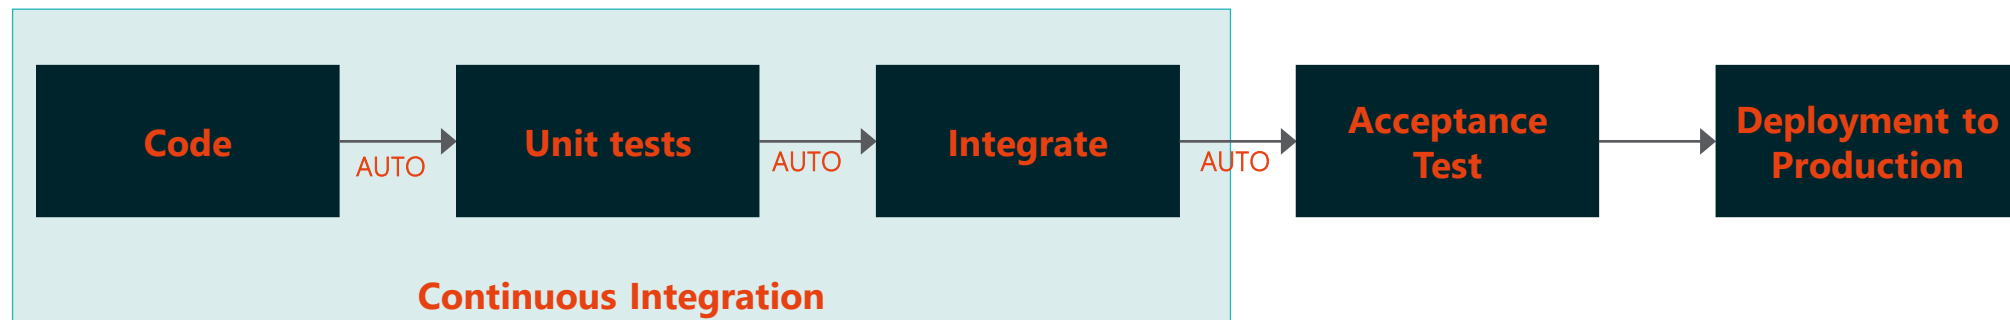 Code
AUTO
Unit tests
AUTO
Integrate
AUTO
Acceptance
Test
Deployment to
Production
Continuous Integration